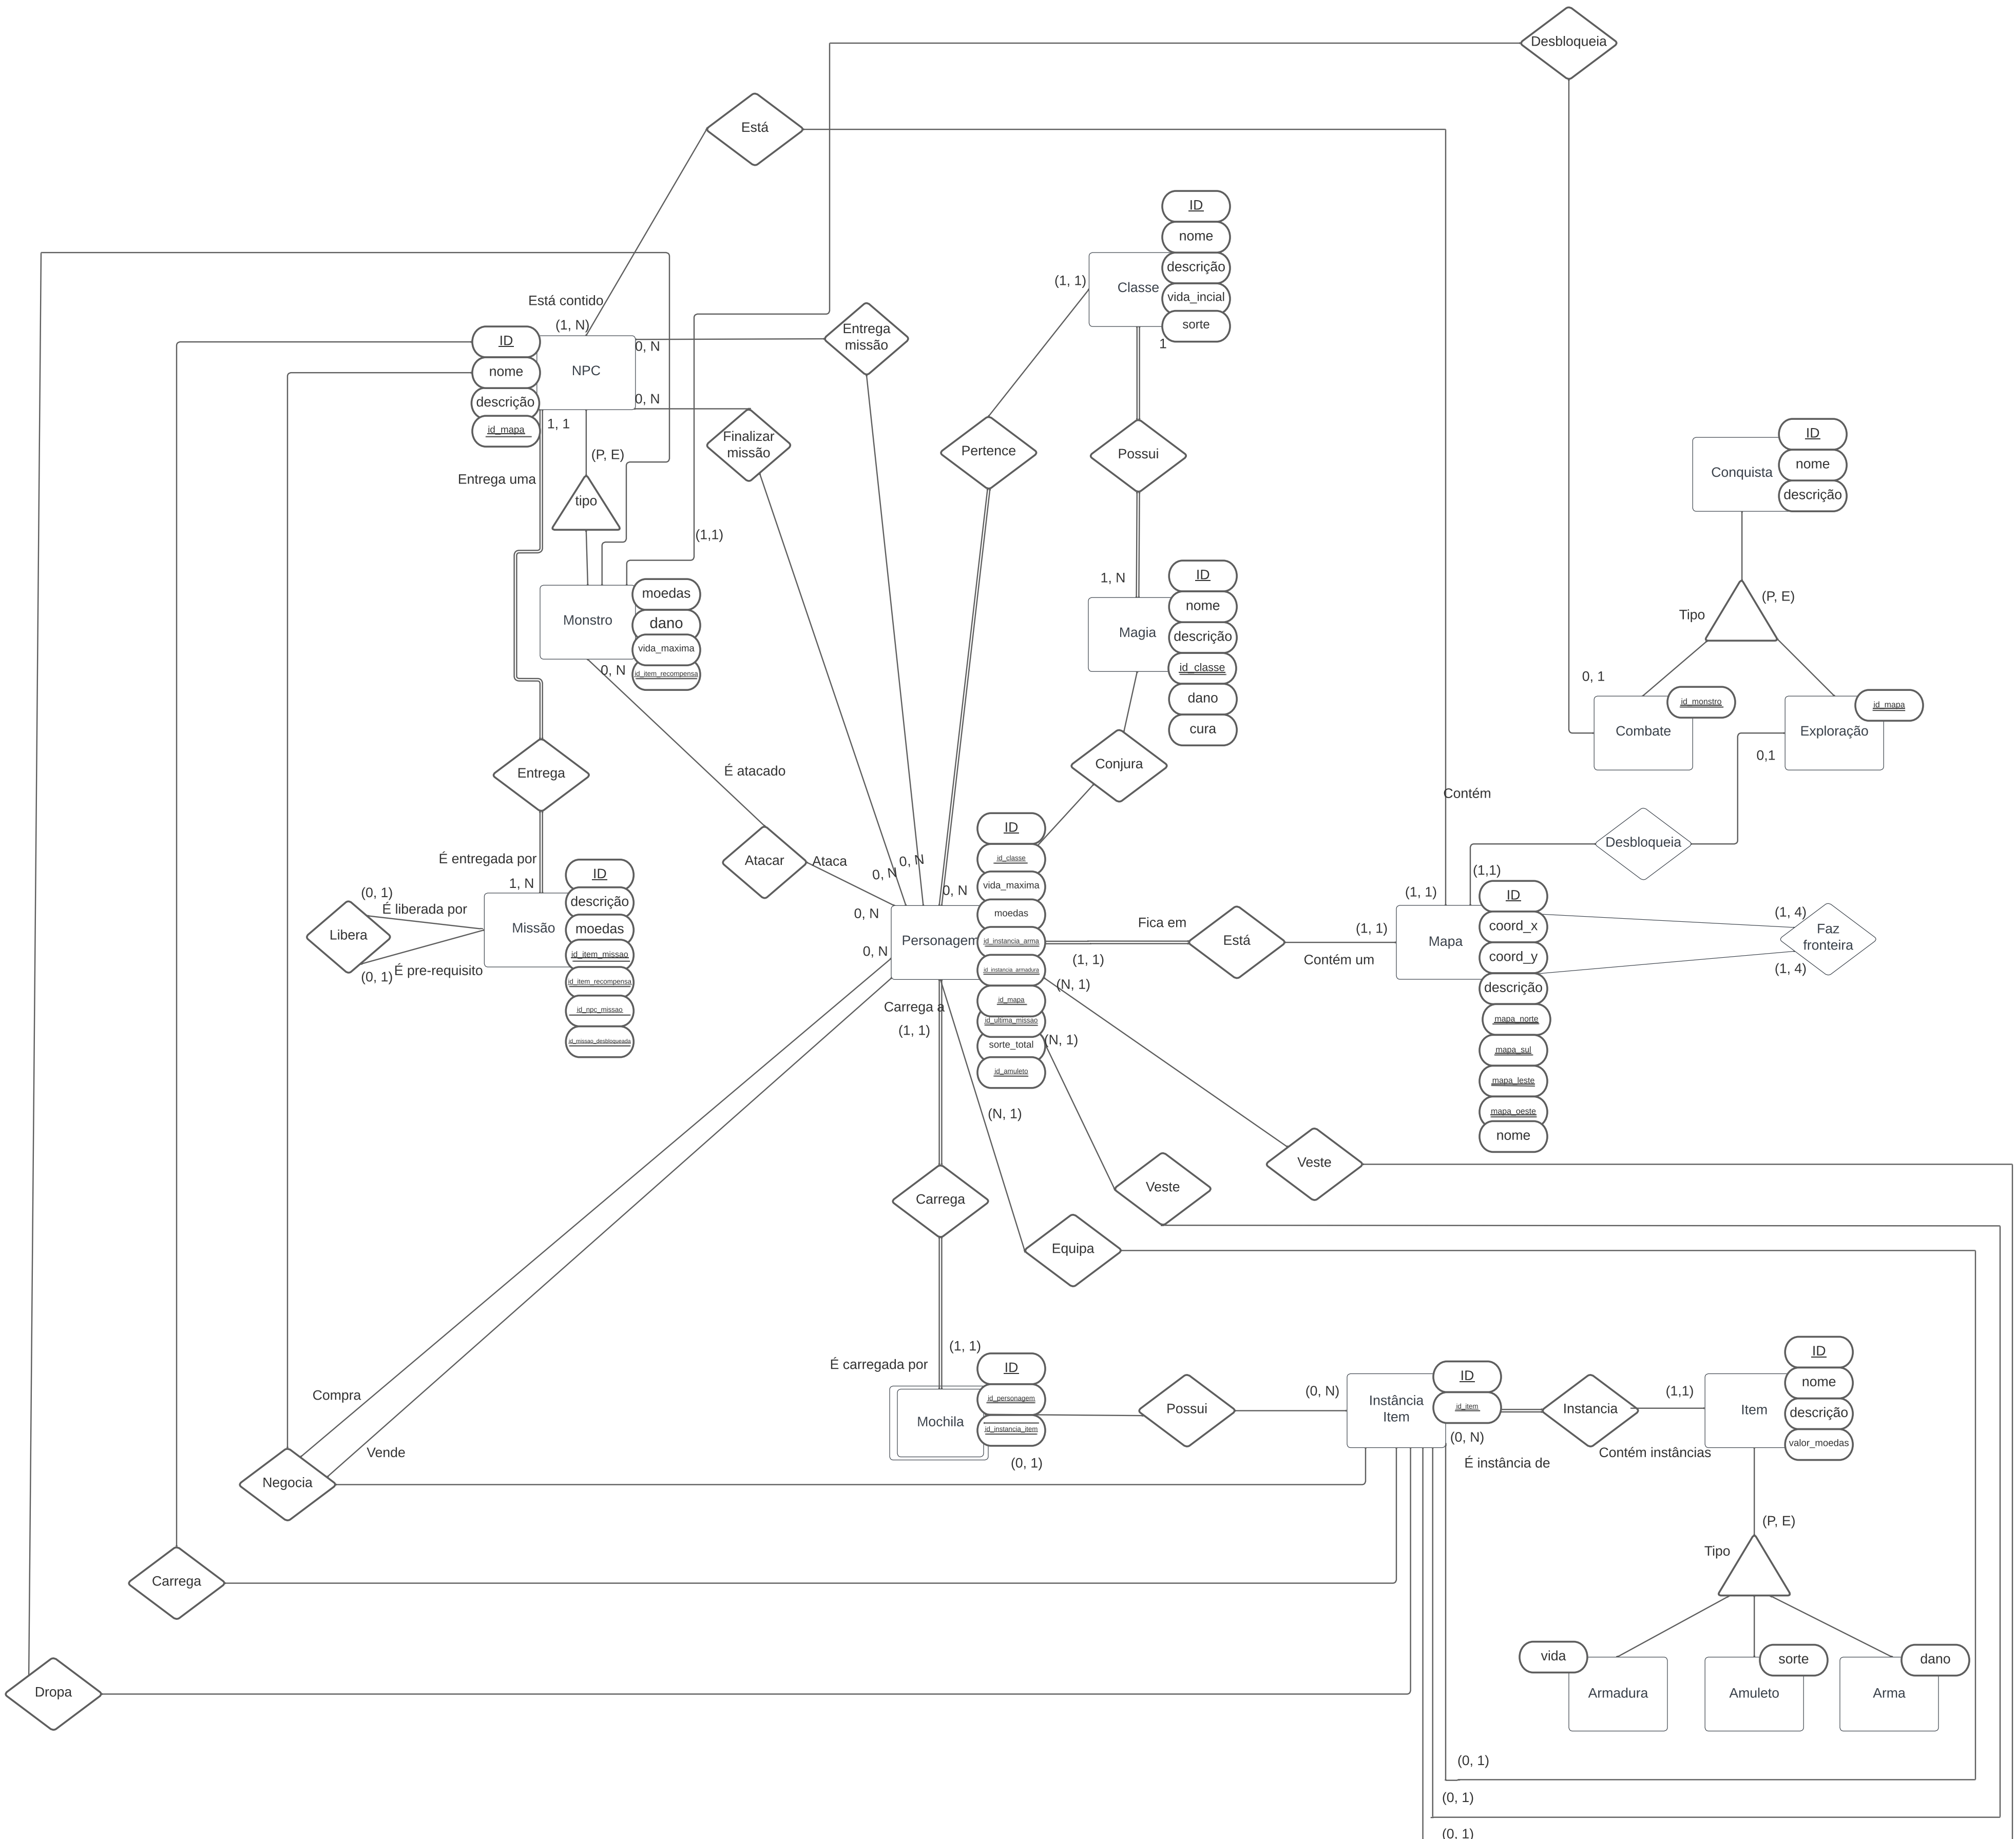 Desbloqueia
Está
ID
nome
descrição
vida_incial
sorte
Classe
(1, 1)
1
Está contido
(1, N)
ID
nome
descrição
id_mapa
NPC
0, N
0, N
1, 1
Entrega
missão
Finalizar
missão
(P, E)
tipo
Entrega uma
Pertence
Possui
(1,1)
Conquista
ID
nome
descrição
Tipo
(P, E)
1, N
Monstro
moedas
dano
vida_maxima
id_item_recompensa
0, N
Magia
ID
nome
descrição
id_classe
dano
cura
0, 1
Combate
id_monstro
Exploração
id_mapa
0,1
Entrega
É atacado
Conjura
Contém
Desbloqueia
É entregada por
1, N
Atacar
Ataca
0, N
0, N
0, N
0, N
0, N
(1,1)
(1, 1)
(0, 1)
É liberada por
Libera
(0, 1)
É pre-requisito
Missão
ID
descrição
moedas
id_item_missao
id_item_recompensa
id_npc_missao
id_missao_desbloqueada
Personagem
ID
id_classe
vida_maxima
moedas
id_instancia_arma
id_instancia_armadura
id_mapa
id_ultima_missao
sorte_total
id_amuleto
Fica em
(1, 1)
Está
(1, 1)
Contém um
Mapa
ID
coord_x
coord_y
descrição
mapa_norte
mapa_sul
mapa_leste
mapa_oeste
nome
(1, 4)
Faz
fronteira
(1, 4)
(N, 1)
Carrega a
(1, 1)
(N, 1)
(N, 1)
Veste
Veste
Carrega
Equipa
(1, 1)
É carregada por
Compra
Vende
Negocia
Mochila
ID
id_personagem
id_instancia_item
(0, 1)
Possui
(0, N)
Instância
Item
ID
id_item
(0, N)
É instância de
Instancia
(1,1)
Contém instâncias
Item
ID
nome
descrição
valor_moedas
(P, E)
Tipo
Carrega
Dropa
vida
Armadura
sorte
Amuleto
dano
Arma
(0, 1)
(0, 1)
(0, 1)